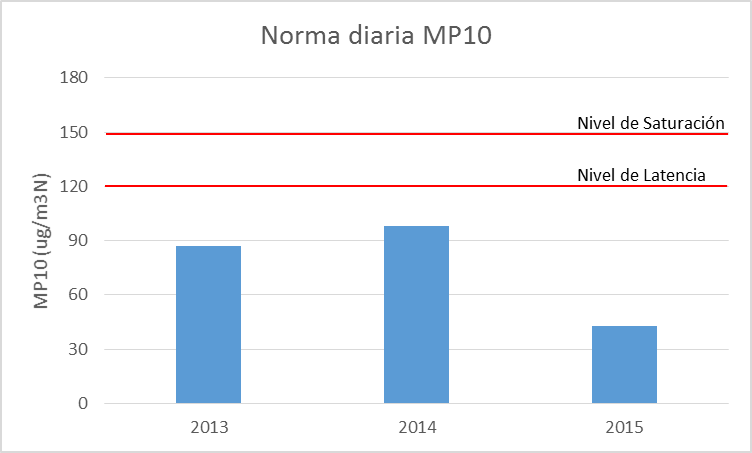 Norma diaria MP10
MP10 (ug/m3N)
180
150
120
90
60
30
0
Nivel de Saturación
Nivel de Latencia
2013
2014
2015